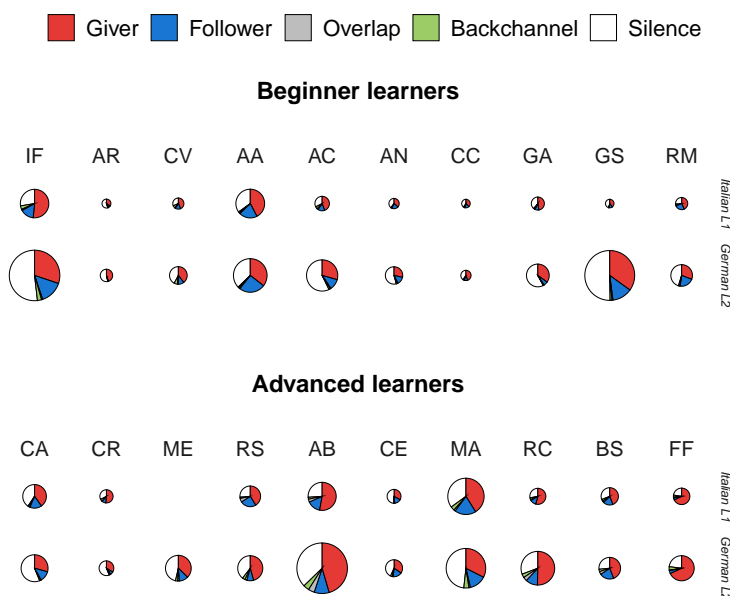 Giver Follower Overlap Backchannel Silence
Beginner learners
IF AR CV AA AC AN CC GA GS RM
Italian L1
German L2
Advanced learners
CA CR ME RS AB CE MA RC BS FF
Italian L1
German L2